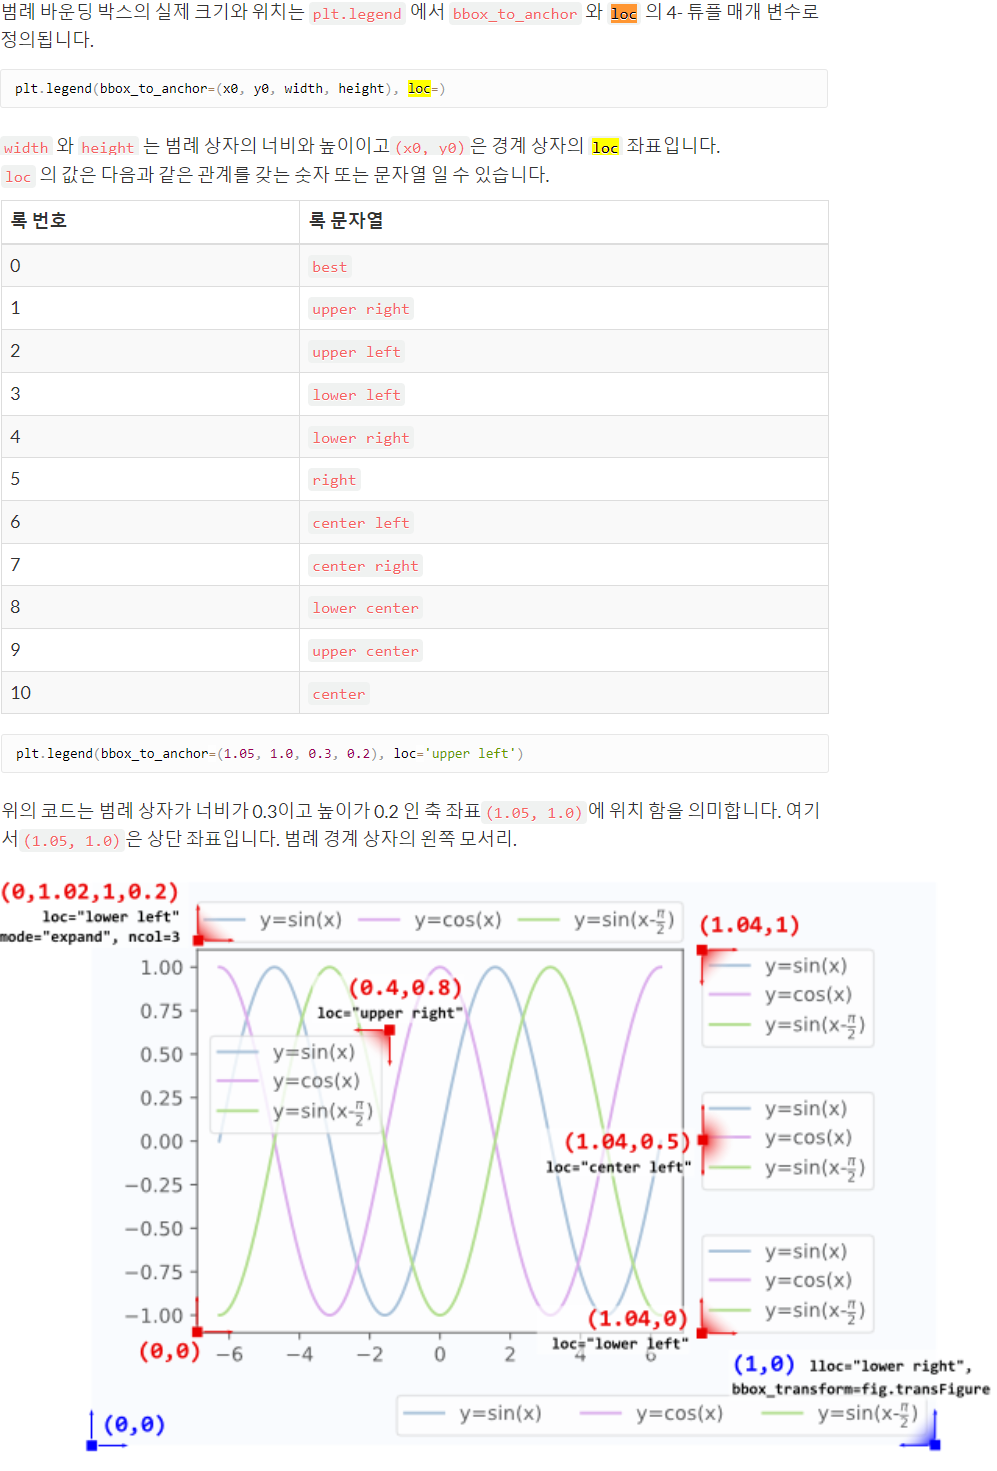 범례 바운딩 박스의 실제 크기와 위치는 plt.legend 에서 bbox_to_anchor 와 loc 의 4- 튜플 매개 변수로
정의됩니다.
plt.legend(bbox_to_anchor=(x0, y0, width, height), loc=)
width 와 height 는 범례 상자의 너비와 높이이고 (x0, y0) 은 경계 상자의 loc 좌표입니다.
loc 의 값은 다음과 같은 관계를 갖는 숫자 또는 문자열 일 수 있습니다.
록 번호 록 문자열
0 best
1 upper right
2 upper left
3 lower left
4 lower right
5 right
6 center left
7 center right
8 lower center
9 upper center
10 center
plt.legend(bbox_to_anchor=(1.05, 1.0, 0.3, 0.2), loc='upper left')
위의 코드는 범례 상자가 너비가 0.3이고 높이가 0.2 인 축 좌표 (1.05, 1.0) 에 위치 함을 의미합니다. 여기
서 (1.05, 1.0) 은 상단 좌표입니다. 범례 경계 상자의 왼쪽 모서리.
(0,1.02,1,0.2)
loc="lower left"
mode="expand", ncol=3
y=sin(x) y=cos(x) y=sin(x-π/2)
(1.04,1)
y=sin(x)
y=cos(x)
y=sin(x-π/2)
(0.4,0.8)
loc="upper right"
y=sin(x)
y=cos(x)
y=sin(x-π/2)
1.00
0.75
0.50
0.25
0.00
−0.25
−0.50
−0.75
−1.00
(1.04,0.5)
loc="center left"
y=sin(x)
y=cos(x)
y=sin(x-π/2)
(1.04,0)
loc="lower left"
y=sin(x)
y=cos(x)
y=sin(x-π/2)
(0,0)
−6 −4 −2 0 2 4 6
(1,0) lloc="lower right",
bbox_transform=fig.transFigure
(0,0)
y=sin(x) y=cos(x) y=sin(x-π/2)